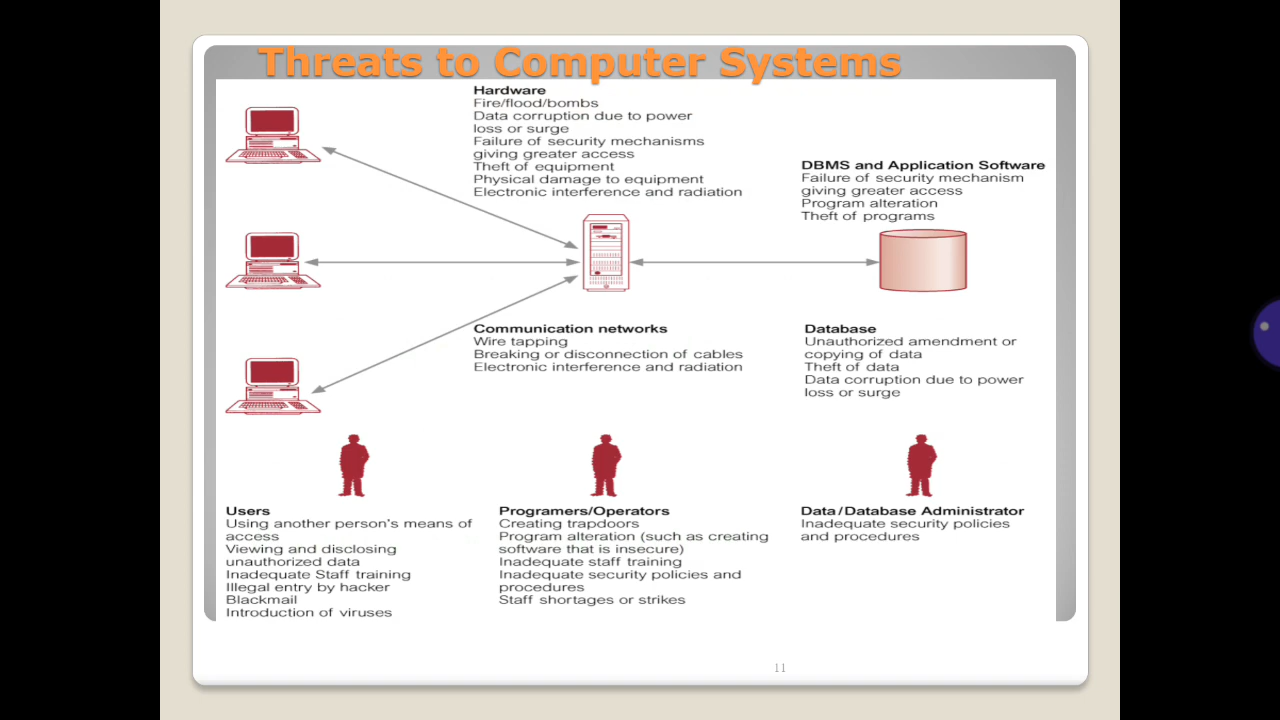 Threats to Computer Systems
Hardware
Fire/flood/bombs
Data corruption due to power
loss or surge
Failure of security mechanisms
giving greater access
Theft of equipment
Physical damage to equipment
Electronic interference and radiation
DBMS and Application Software
Failure of security mechanism
giving greater access
Program alteration
Theft of programs
Communication networks
Wire tapping
Breaking or disconnection of cables
Electronic interference and radiation
Database
Unauthorized amendment or
copying of data
Theft of data
Data corruption due to power
loss or surge
Users
Using another person's means of
access
Viewing and disclosing
unauthorized data
Inadequate Staff training
Illegal entry by hacker
Blackmail
Introduction of viruses
Programers/Operators
Creating trapdoors
Program alteration (such as creating
software that is insecure)
Inadequate staff training
Inadequate security policies and
procedures
Staff shortages or strikes
Data/Database Administrator
Inadequate security policies
and procedures
11